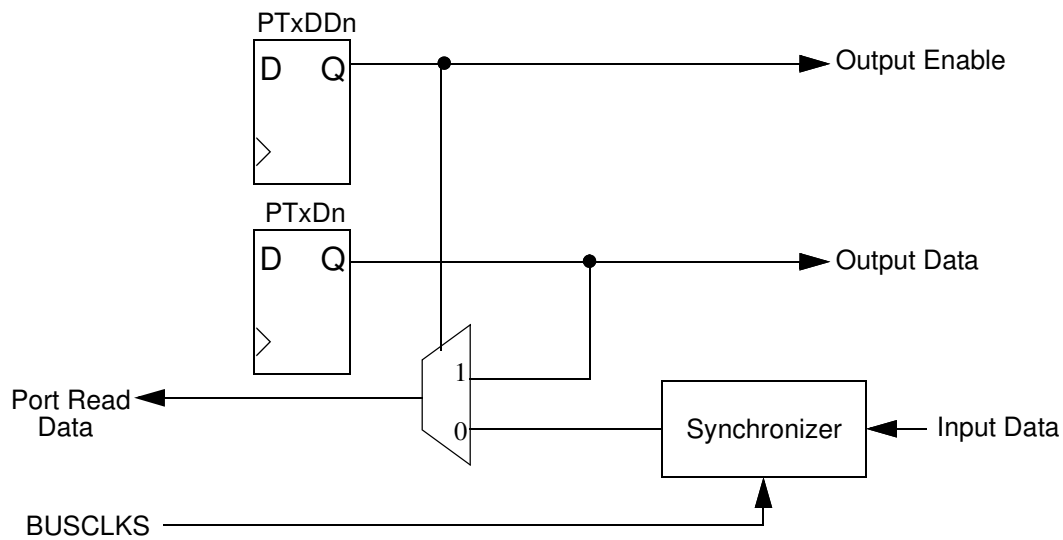 PTxDDn
D Q
Output Enable
PTxDn
D Q
Output Data
1
Port Read
Data
0
Synchronizer
Input Data
BUSCLKS